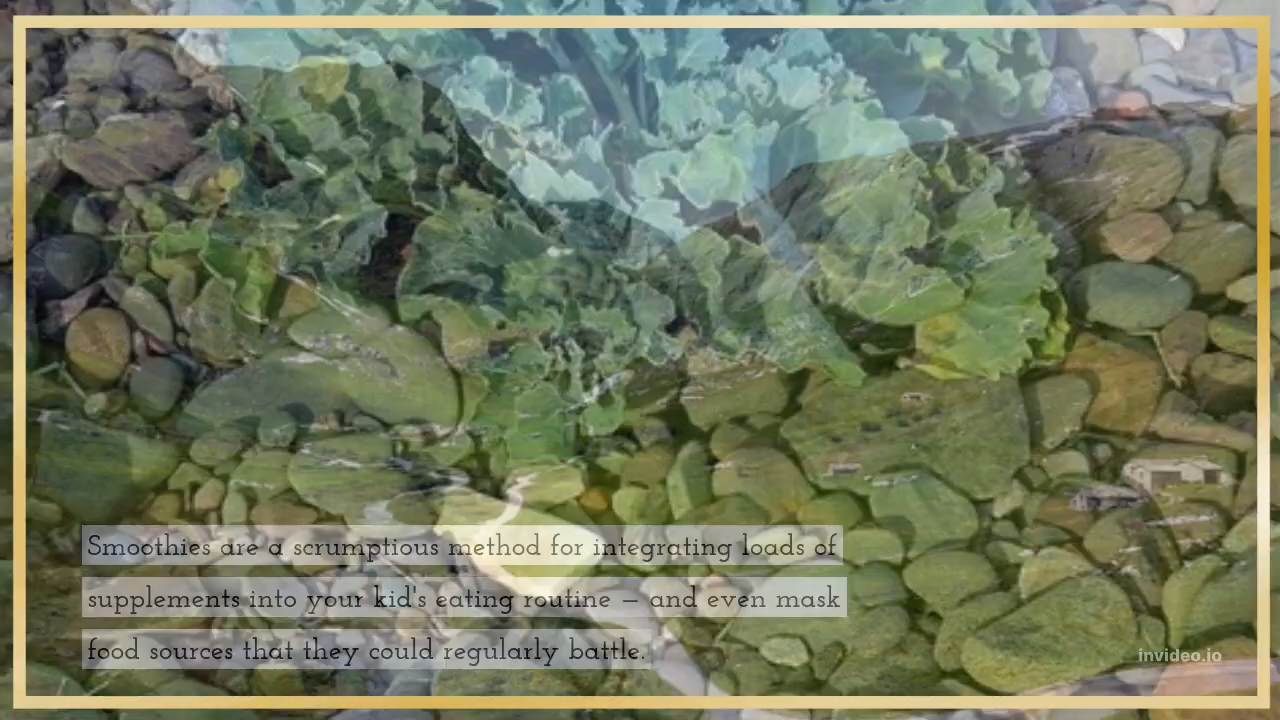 Smoothies are a scrumptious method for integrating loads of
supplements into your kid's eating routine – and even mask
food sources that they could regularly battle.
invideo.io